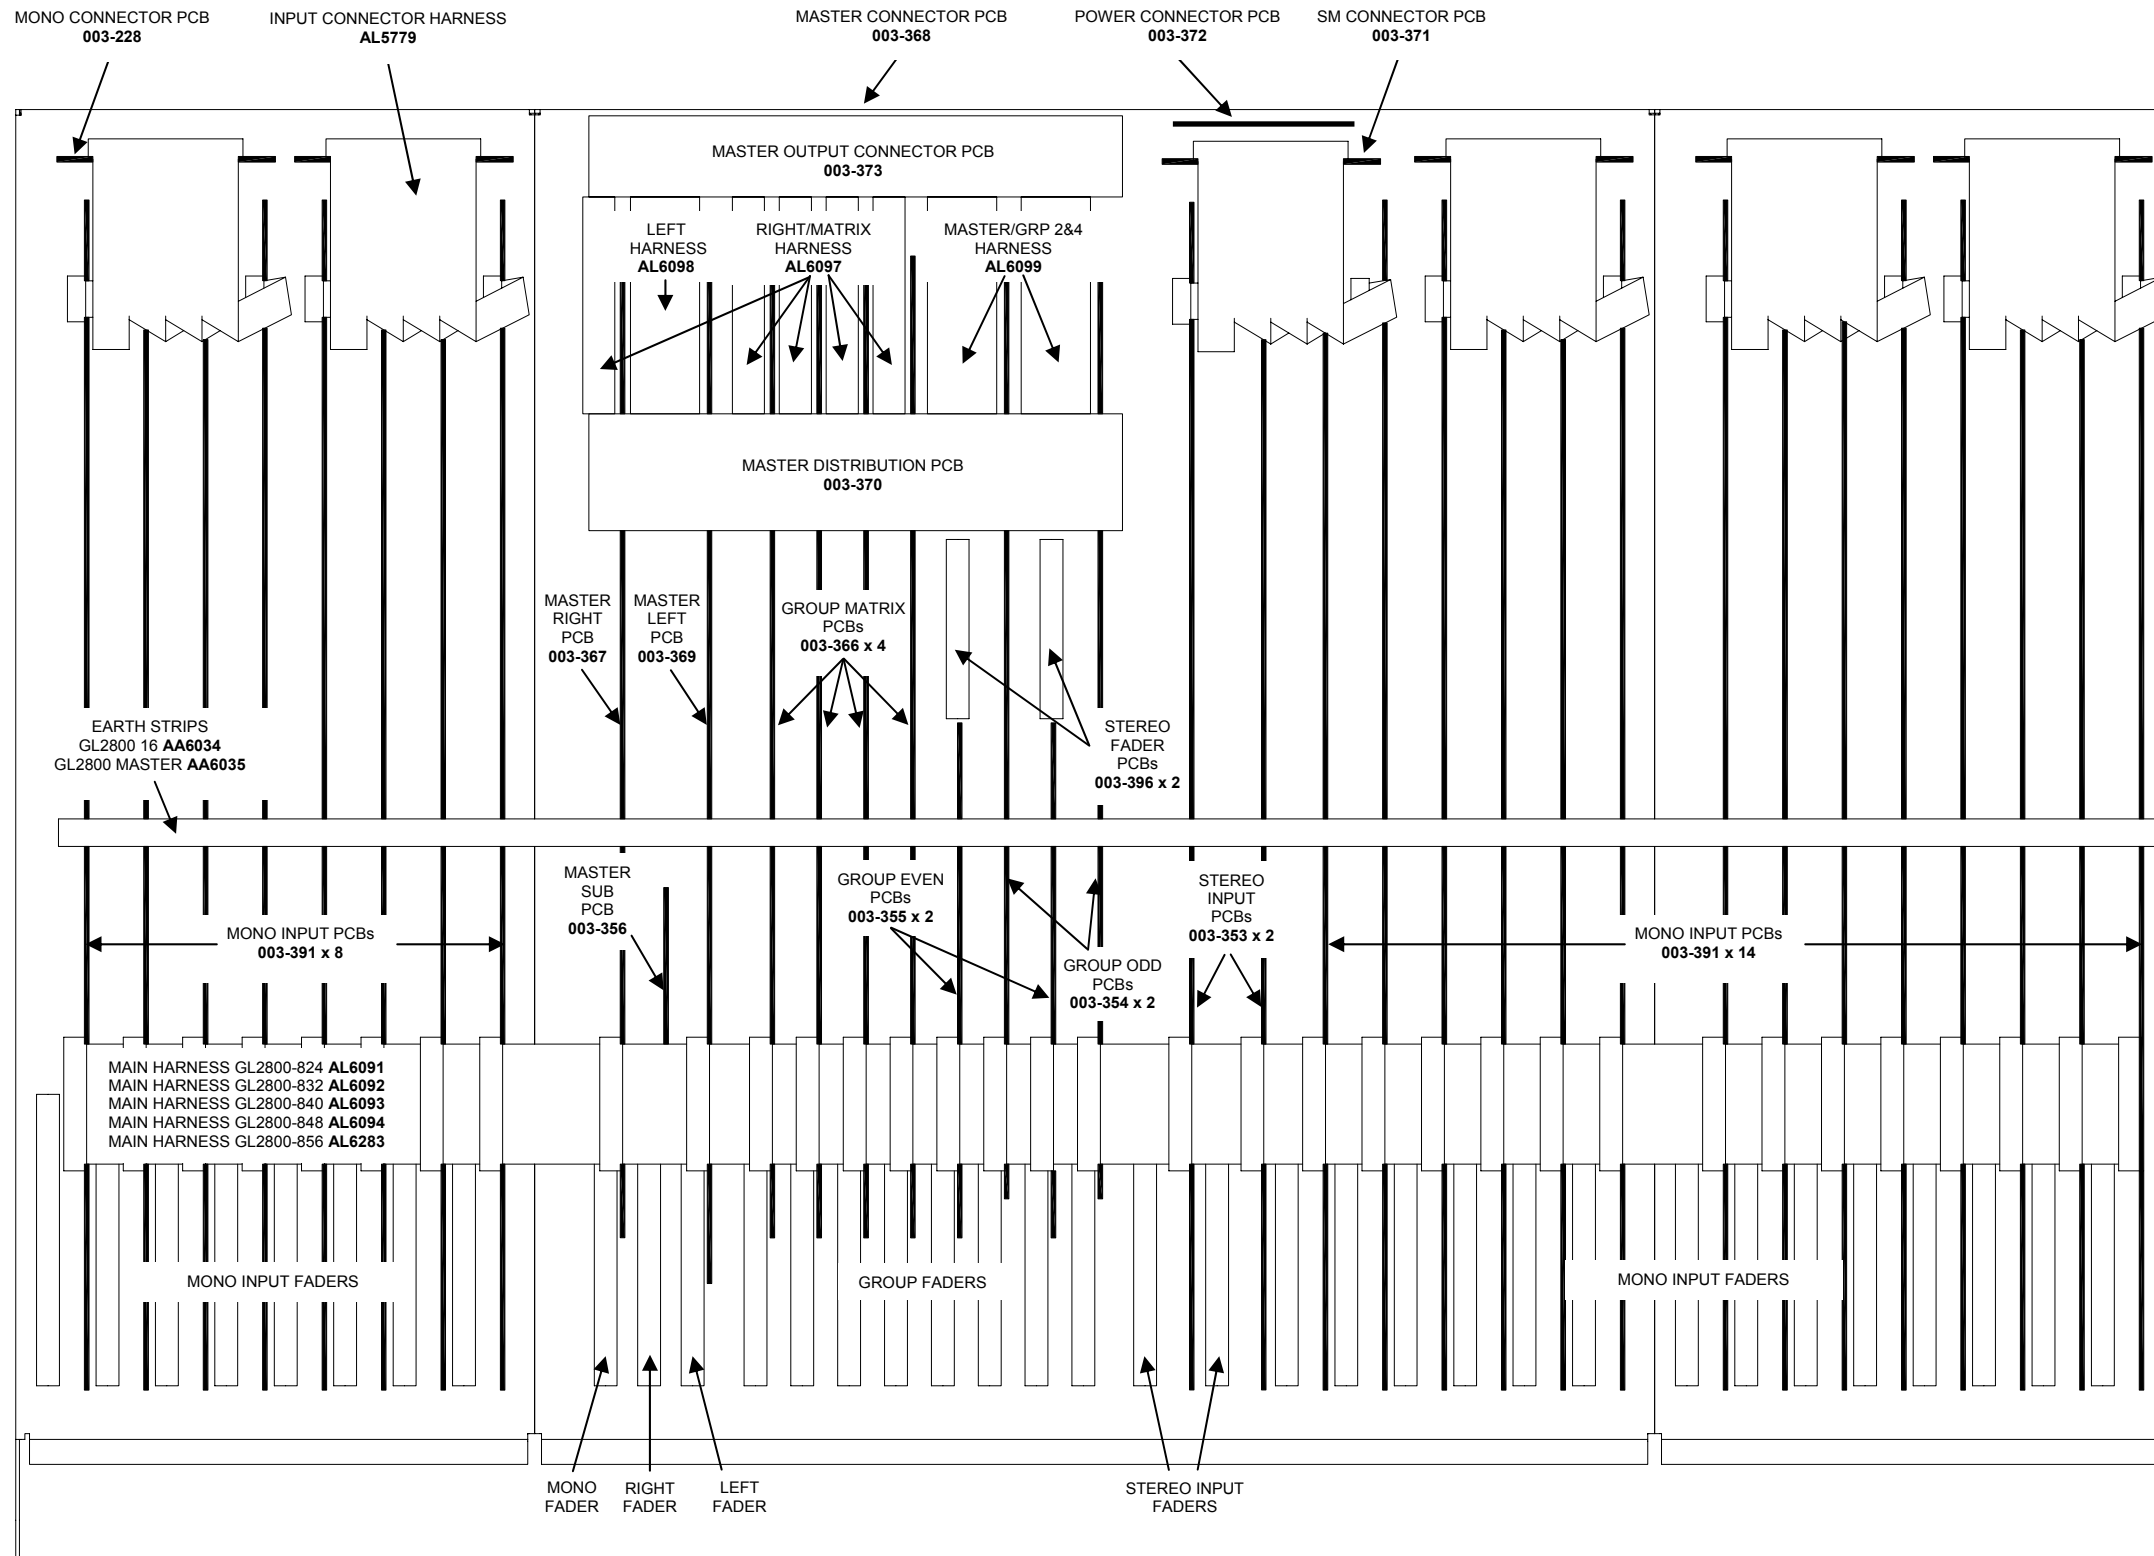 MONO CONNECTOR PCB
003-228
INPUT CONNECTOR HARNESS
AL5779
MASTER CONNECTOR PCB
003-368
POWER CONNECTOR PCB
003-372
SM CONNECTOR PCB
003-371
MASTER OUTPUT CONNECTOR PCB
003-373
LEFT
HARNESS
AL6098
RIGHT/MATRIX
HARNESS
AL6097
MASTER/GRP 2&4
HARNESS
AL6099
MASTER DISTRIBUTION PCB
003-370
MASTER
RIGHT
PCB
003-367
MASTER
LEFT
PCB
003-369
GROUP MATRIX
PCBs
003-366 x 4
STEREO
FADER
PCBs
003-396 x 2
EARTH STRIPS
GL2800 16 AA6034
GL2800 MASTER AA6035
MASTER
SUB
PCB
003-356
GROUP EVEN
PCBs
003-355 x 2
GROUP ODD
PCBs
003-354 x 2
STEREO
INPUT
PCBs
003-353 x 2
MONO INPUT PCBs
003-391 x 8
MONO INPUT PCBs
003-391 x 14
MAIN HARNESS GL2800-824 AL6091
MAIN HARNESS GL2800-832 AL6092
MAIN HARNESS GL2800-840 AL6093
MAIN HARNESS GL2800-848 AL6094
MAIN HARNESS GL2800-856 AL6283
MONO INPUT FADERS
GROUP FADERS
MONO INPUT FADERS
MONO
FADER
RIGHT
FADER
LEFT
FADER
STEREO INPUT
FADERS